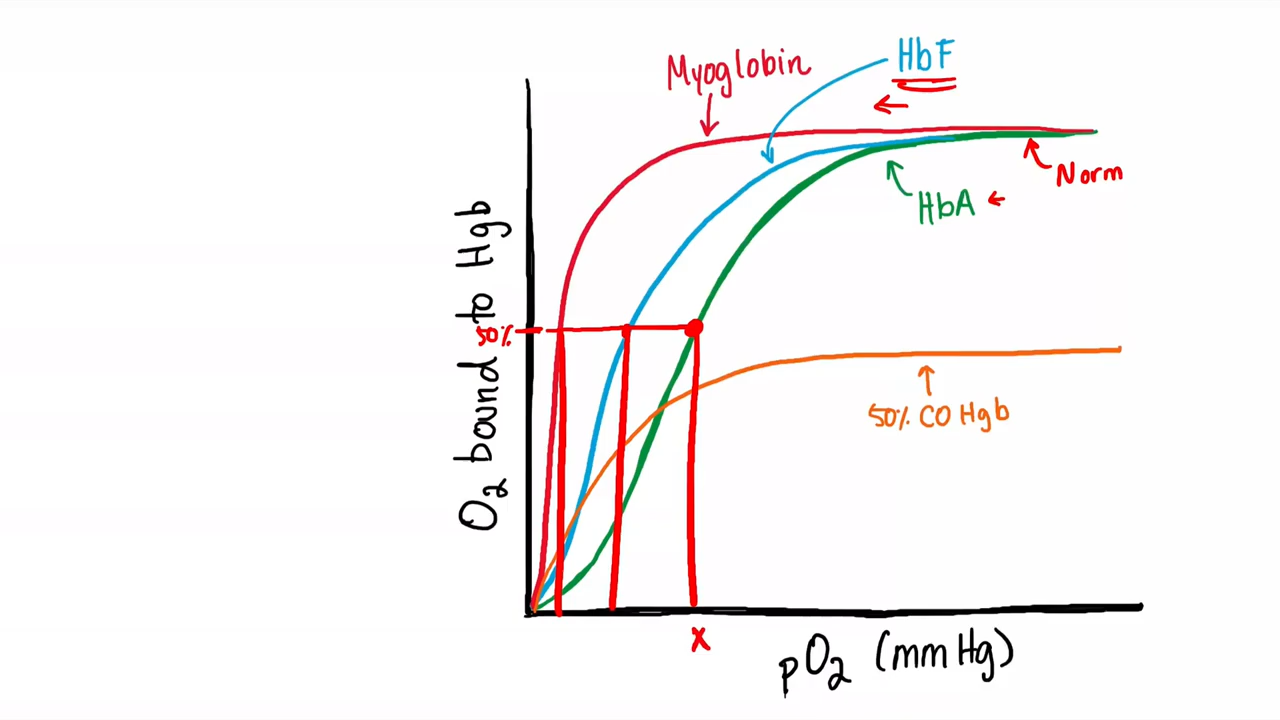 HbF
Myoglobin
Norm
HbA
O₂ bound to Hgb
50%
50% CO Hgb
x
pO₂ (mmHg)